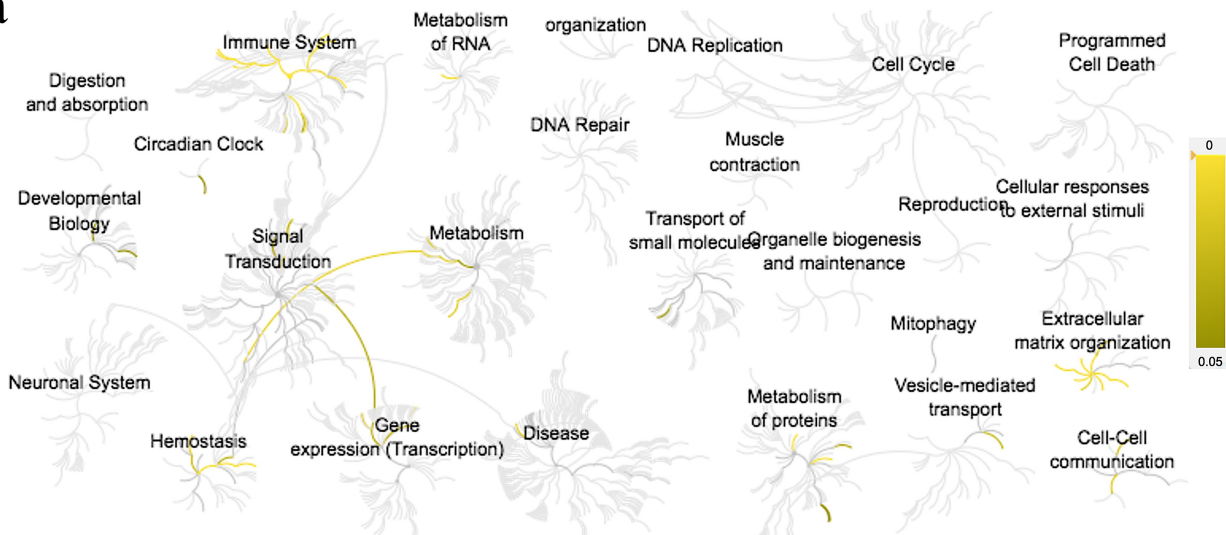 a
Immune System
Metabolism
of RNA
organization
DNA Replication
Cell Cycle
Programmed
Cell Death
Digestion
and absorption
Circadian Clock
DNA Repair
Muscle
contraction
0
Developmental
Biology
Signal
Transduction
Metabolism
Transport of
small molecules
Organelle biogenesis
and maintenance
Reproduction
Cellular responses
to external stimuli
Mitophagy
Extracellular
matrix organization
0.05
Neuronal System
Hemostasis
Gene
expression (Transcription)
Disease
Metabolism
of proteins
Vesicle-mediated
transport
Cell-Cell
communication